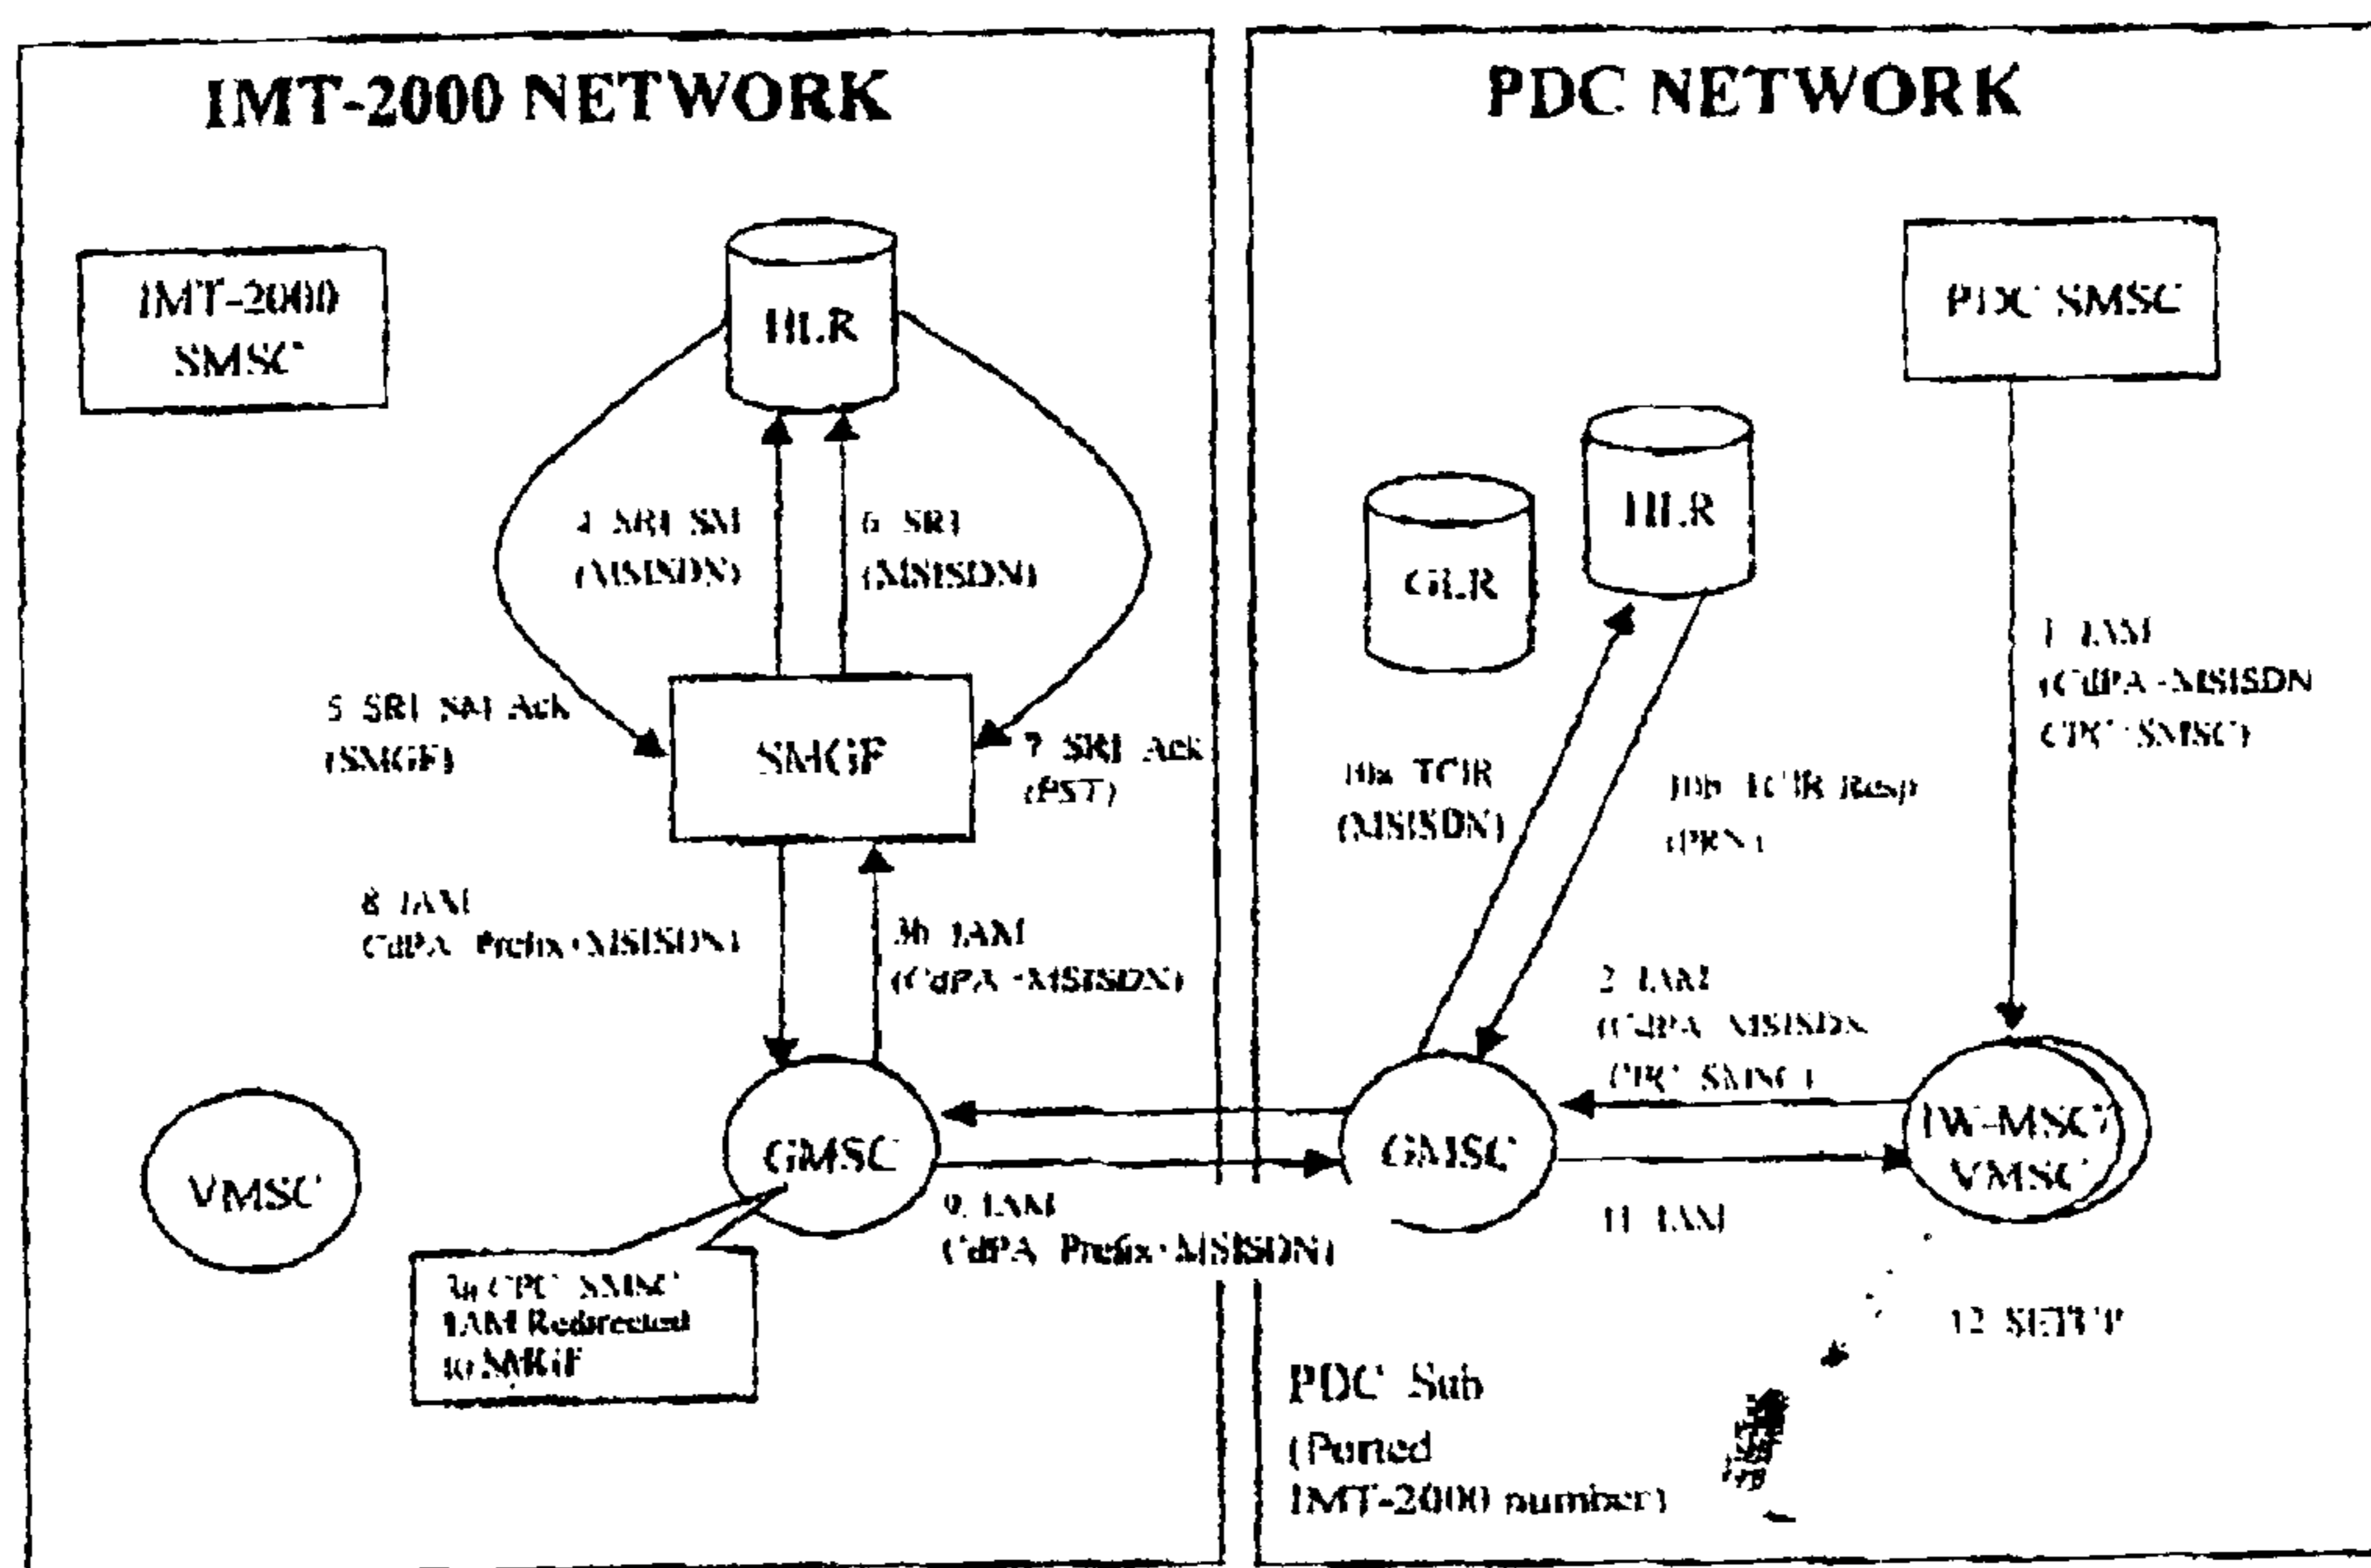 IMT-2000 NETWORK
PDC NETWORK
IMT-2000
SMSC
HLR
PDC SMSC
HLR
GLR
4 SRI SM
(MSISDN)
6 SRI
(MSISDN)
1 IAM
(CdPA-MSISDN
CPC-SMSC)
5 SRI SM Ack
(SMGF)
SMGF
7 SRI Ack
(PST)
10a TCIR
(MSISDN)
10b TCIR Resp
(PRN)
8 IAM
CdPA Prefix+MSISDN)
3b IAM
(CdPA-MSISDN)
2 IAM
(CdPA MSISDN
CPC SMSC)
VMSC
GMSC
GMSC
IW-MSC/
VMSC
9 IAM
(CdPA Prefix+MSISDN)
11 IAM
3a CPC SMSC
IAM Redirected
to SMGF
12 SETUP
PDC Sub
(Ported
IMT-2000 number)